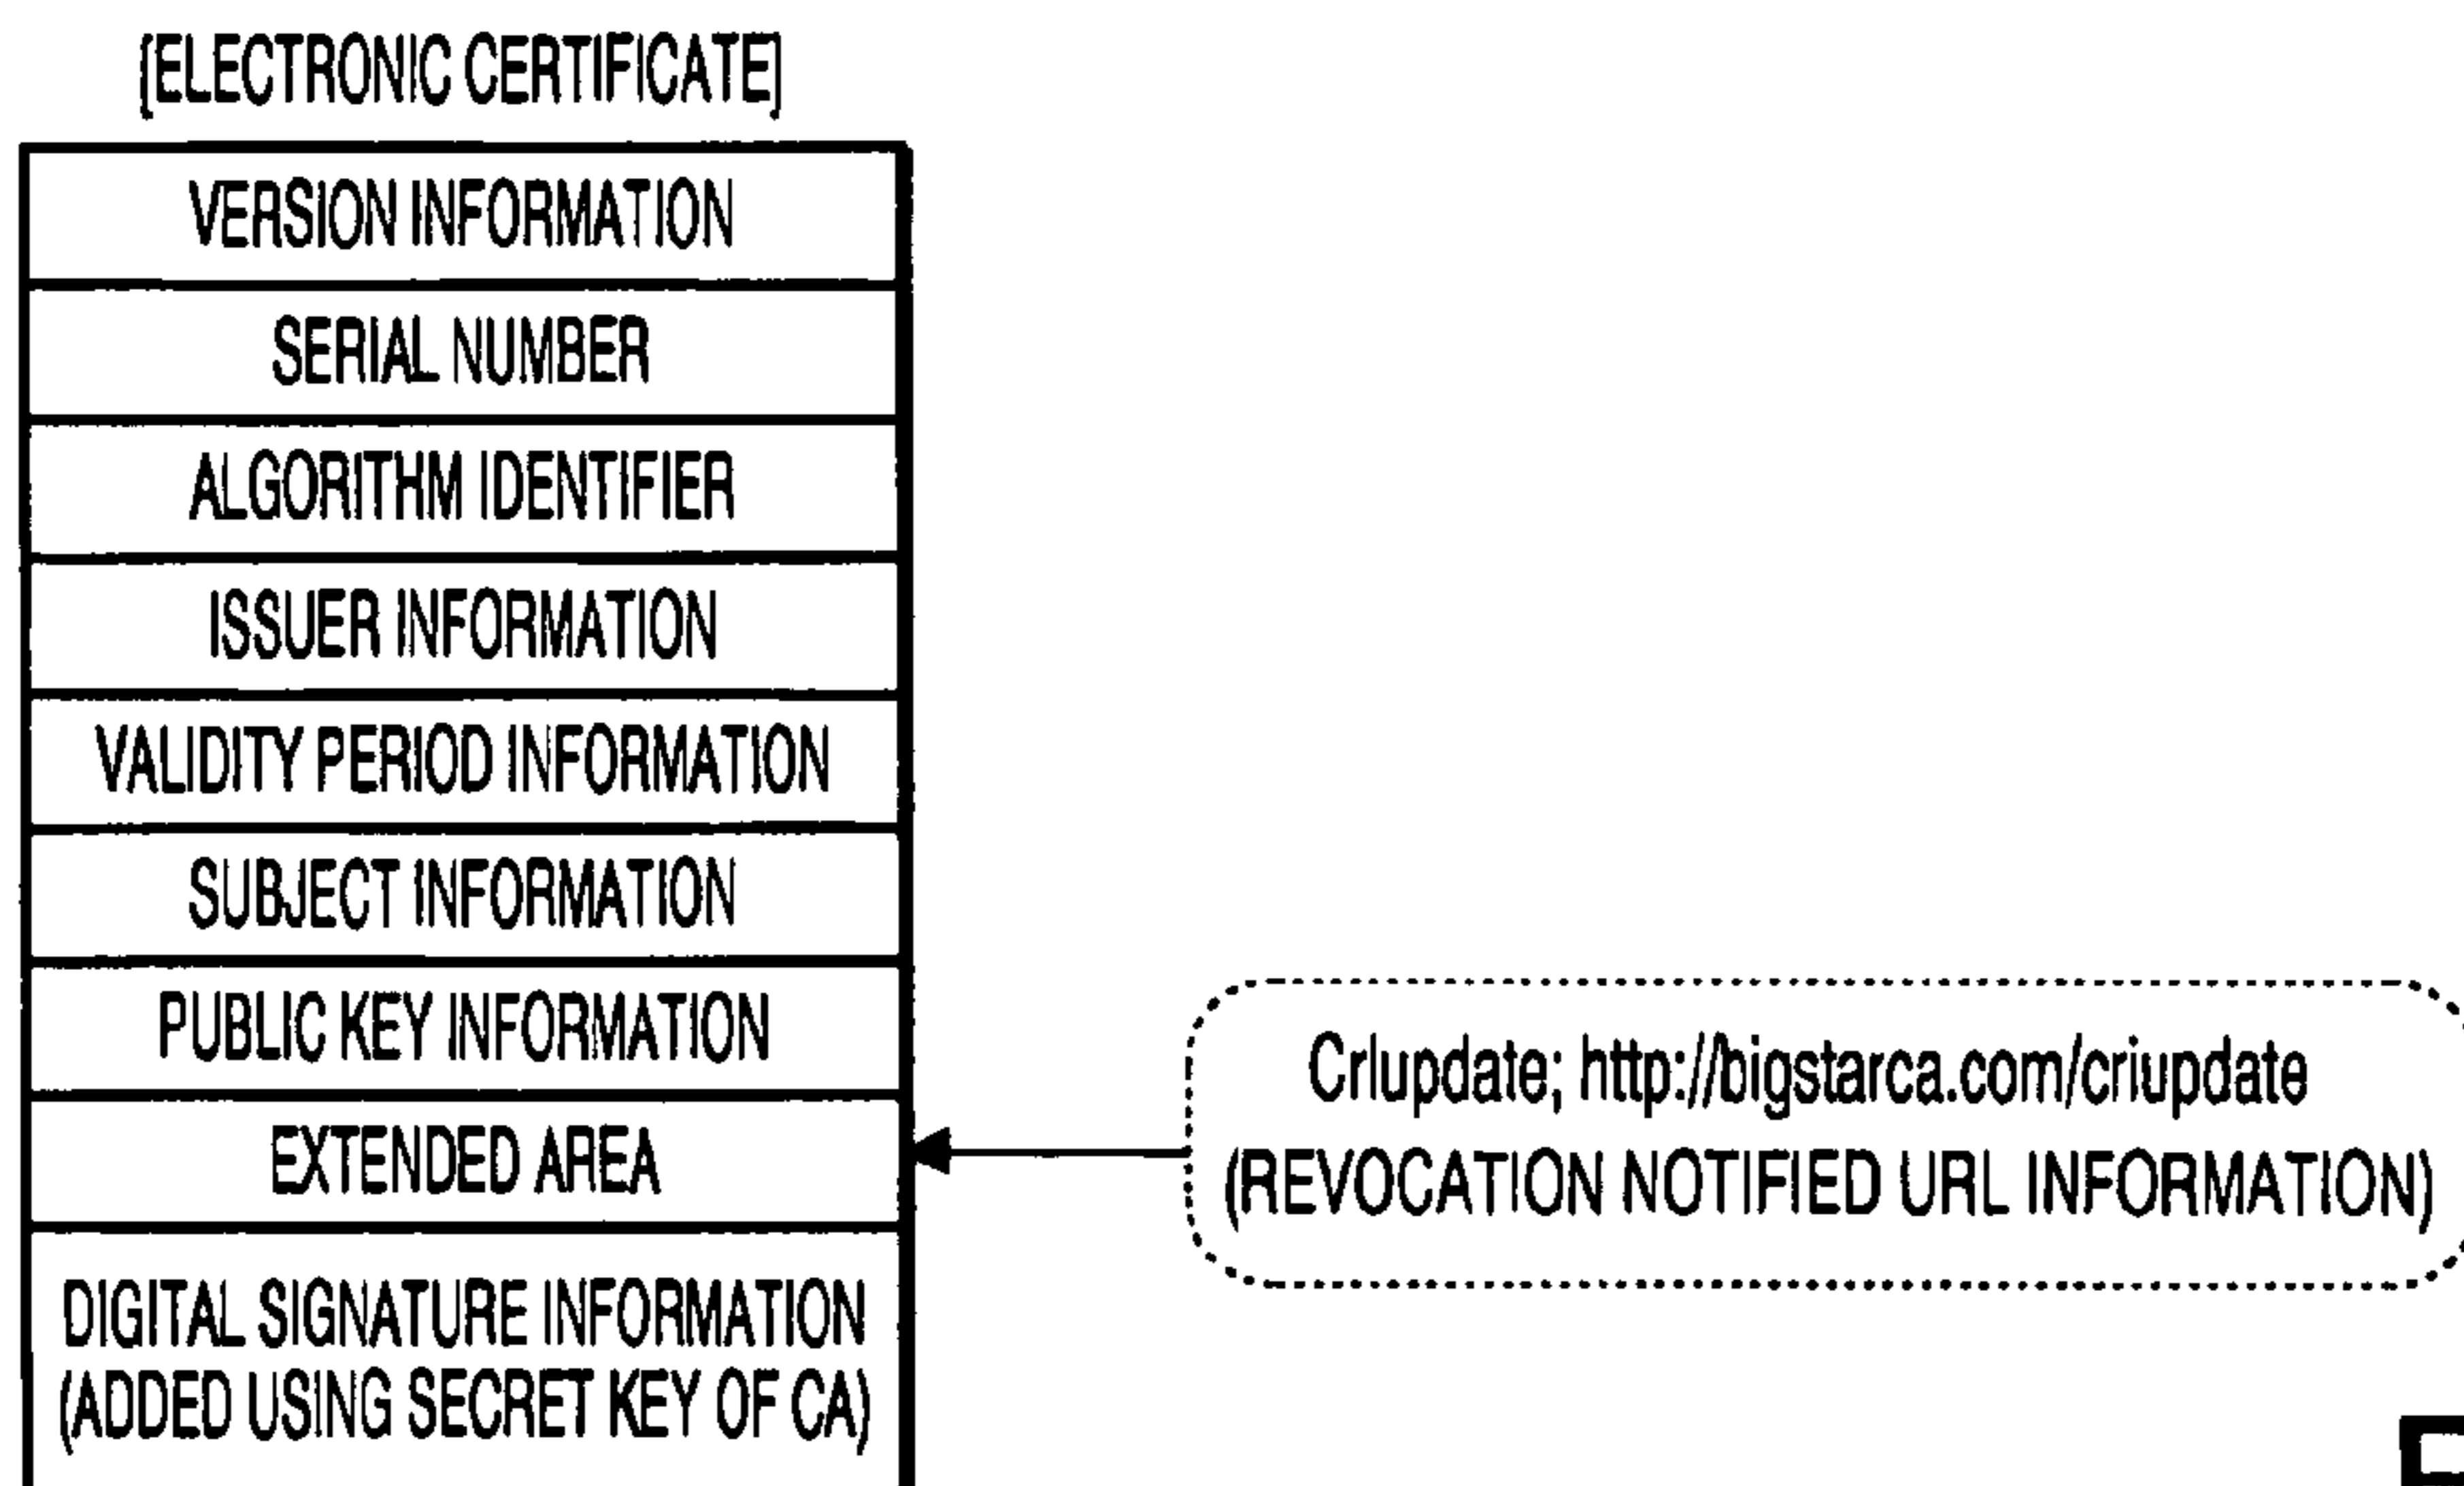 [ELECTRONIC CERTIFICATE]
VERSION INFORMATION
SERIAL NUMBER
ALGORITHM IDENTIFIER
ISSUER INFORMATION
VALIDITY PERIOD INFORMATION
SUBJECT INFORMATION
PUBLIC KEY INFORMATION
EXTENDED AREA
DIGITAL SIGNATURE INFORMATION
(ADDED USING SECRET KEY OF CA)
Crlupdate; http://bigstarca.com/criupdate
(REVOCATION NOTIFIED URL INFORMATION)